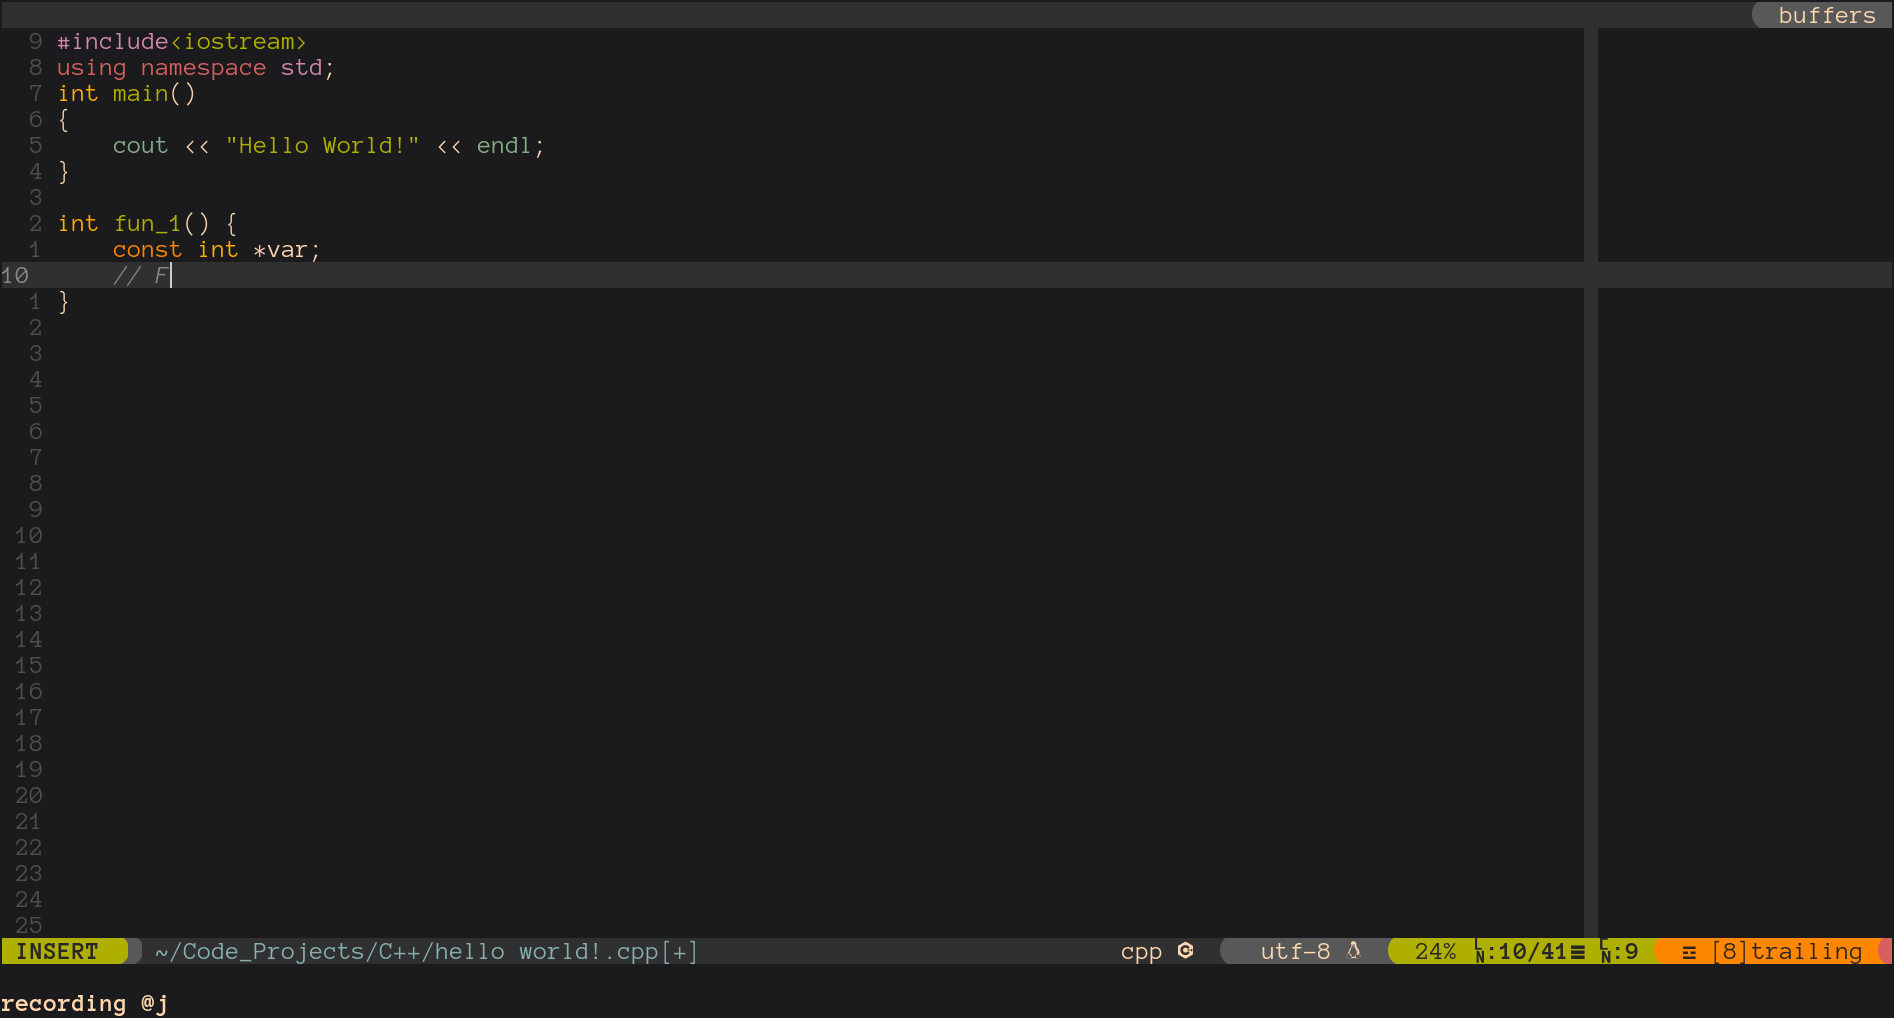 buffers
9 #include<iostream>
8 using namespace std;
7 int main()
6 {
5     cout << "Hello World!" << endl;
4 }
3
2 int fun_1() {
1     const int *var;
10     // F
1 }
2
3
4
5
6
7
8
9
10
11
12
13
14
15
16
17
18
19
20
21
22
23
24
25
INSERT ~/Code_Projects/C++/hello world!.cpp[+] cpp utf-8 24% LN:10/41≡ LN:9 ☲ [8]trailing
recording @j